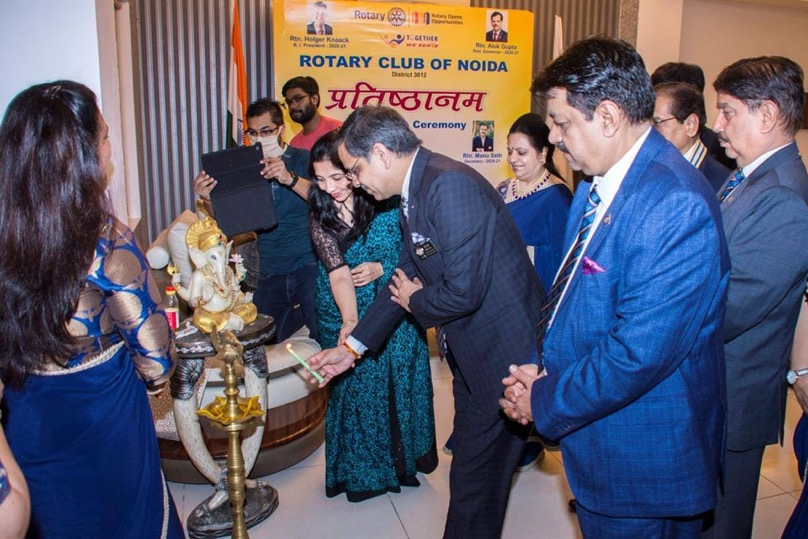 Rotary
Rotary Opens
Opportunities
Rtn. Holger Knaack
R. I. President - 2020-21
TOGETHER
WE SERVE
Rtn. Alok Gupta
Dist. Governor - 2020-21
ROTARY CLUB OF NOIDA
District 3012
प्रतिष्ठानम
Ceremony
Rtn. Manu Seth
Secretary - 2020-21